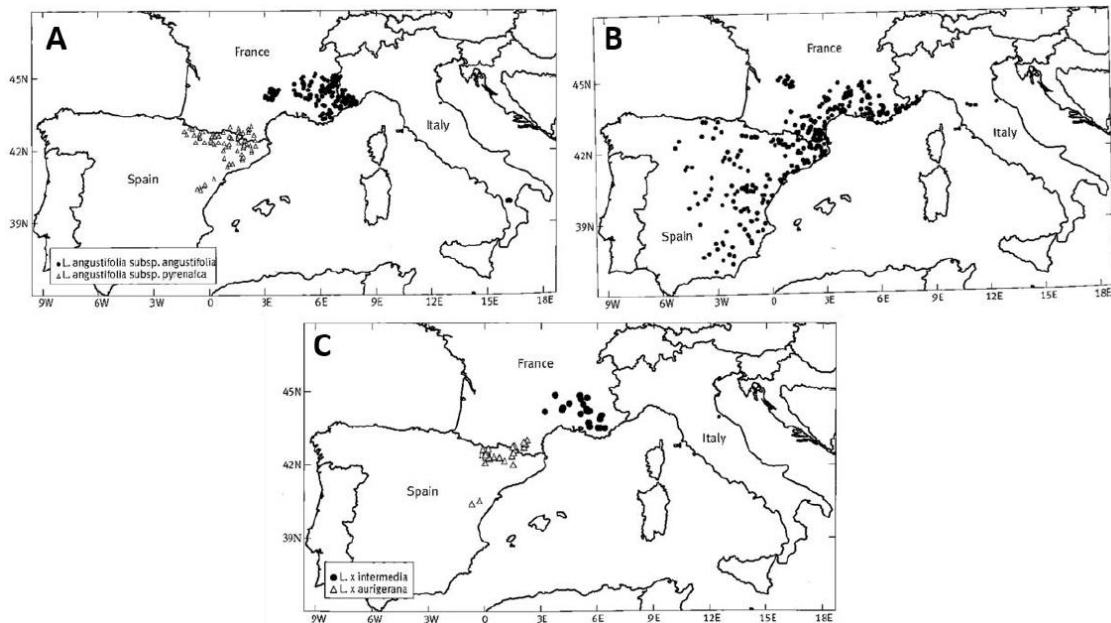 A
France
45N
42N
Italy
Spain
39N
● L. angustifolia subsp. angustifolia
△ L. angustifolia subsp. pyrenaica
9W 6W 3W 0 3E 6E 9E 12E 15E 18E
B
France
45N
42N
Italy
39N
Spain
9W 6W 3W 0 3E 6E 9E 12E 15E 18E
C
France
45N
Italy
42N
Spain
39N
● L. x intermedia
△ L. x aurigerana
9W 6W 3W 0 3E 6E 9E 12E 15E 18E